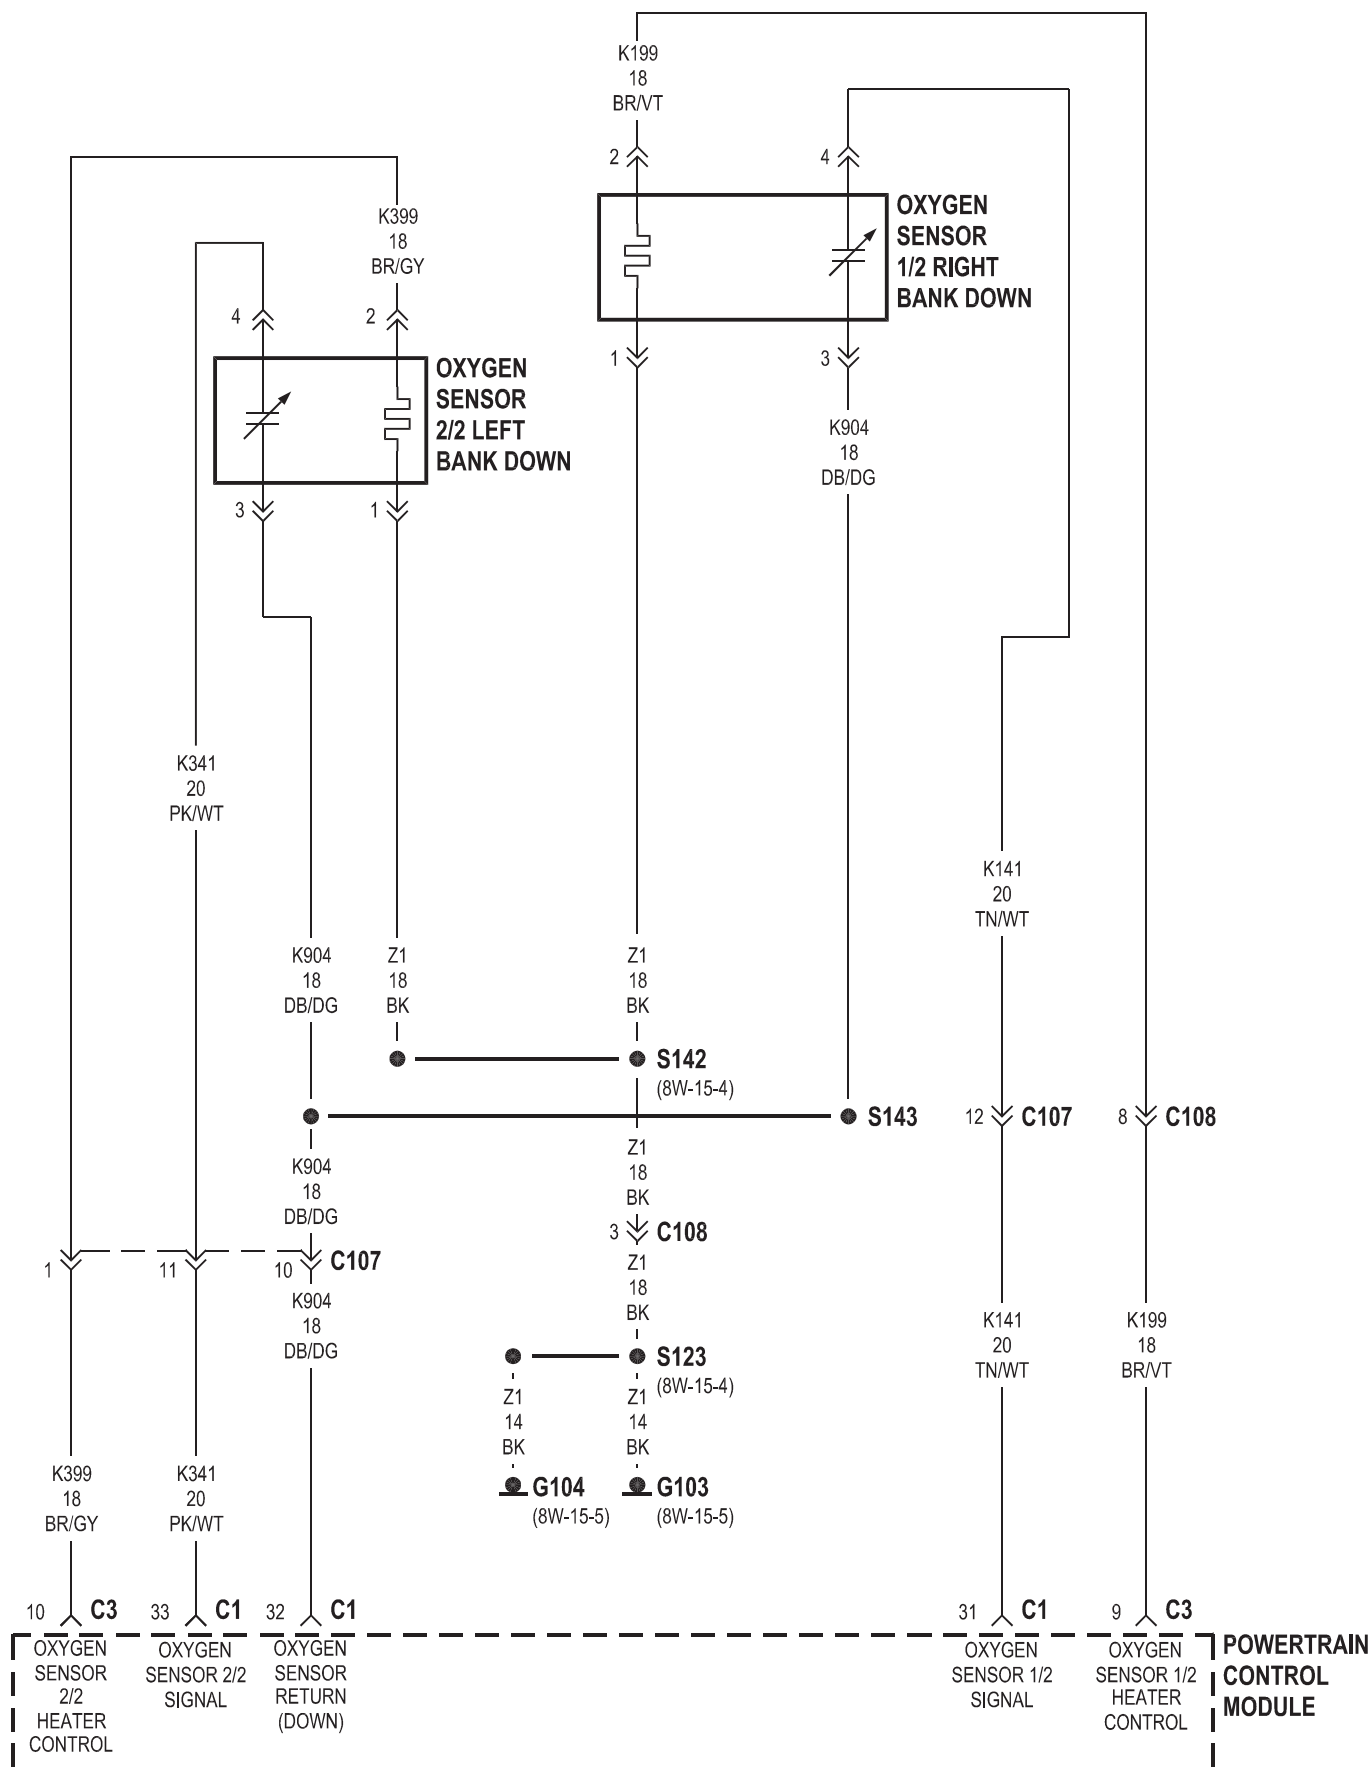 K199
18
BR/VT
2
4
OXYGEN
SENSOR
1/2 RIGHT
BANK DOWN
K399
18
BR/GY
4
2
1
3
OXYGEN
SENSOR
2/2 LEFT
BANK DOWN
K904
18
DB/DG
3
1
K341
20
PK/WT
K141
20
TN/WT
K904
18
DB/DG
Z1
18
BK
Z1
18
BK
S142
(8W-15-4)
S143
12
C107
8
C108
K904
18
DB/DG
Z1
18
BK
3
C108
1
11
10
C107
Z1
18
BK
K904
18
DB/DG
K141
20
TN/WT
K199
18
BR/VT
S123
(8W-15-4)
Z1
14
BK
Z1
14
BK
G104
(8W-15-5)
G103
(8W-15-5)
K399
18
BR/GY
K341
20
PK/WT
10
C3
33
C1
32
C1
31
C1
9
C3
OXYGEN
SENSOR
2/2
HEATER
CONTROL
OXYGEN
SENSOR 2/2
SIGNAL
OXYGEN
SENSOR
RETURN
(DOWN)
OXYGEN
SENSOR 1/2
SIGNAL
OXYGEN
SENSOR 1/2
HEATER
CONTROL
POWERTRAIN
CONTROL
MODULE